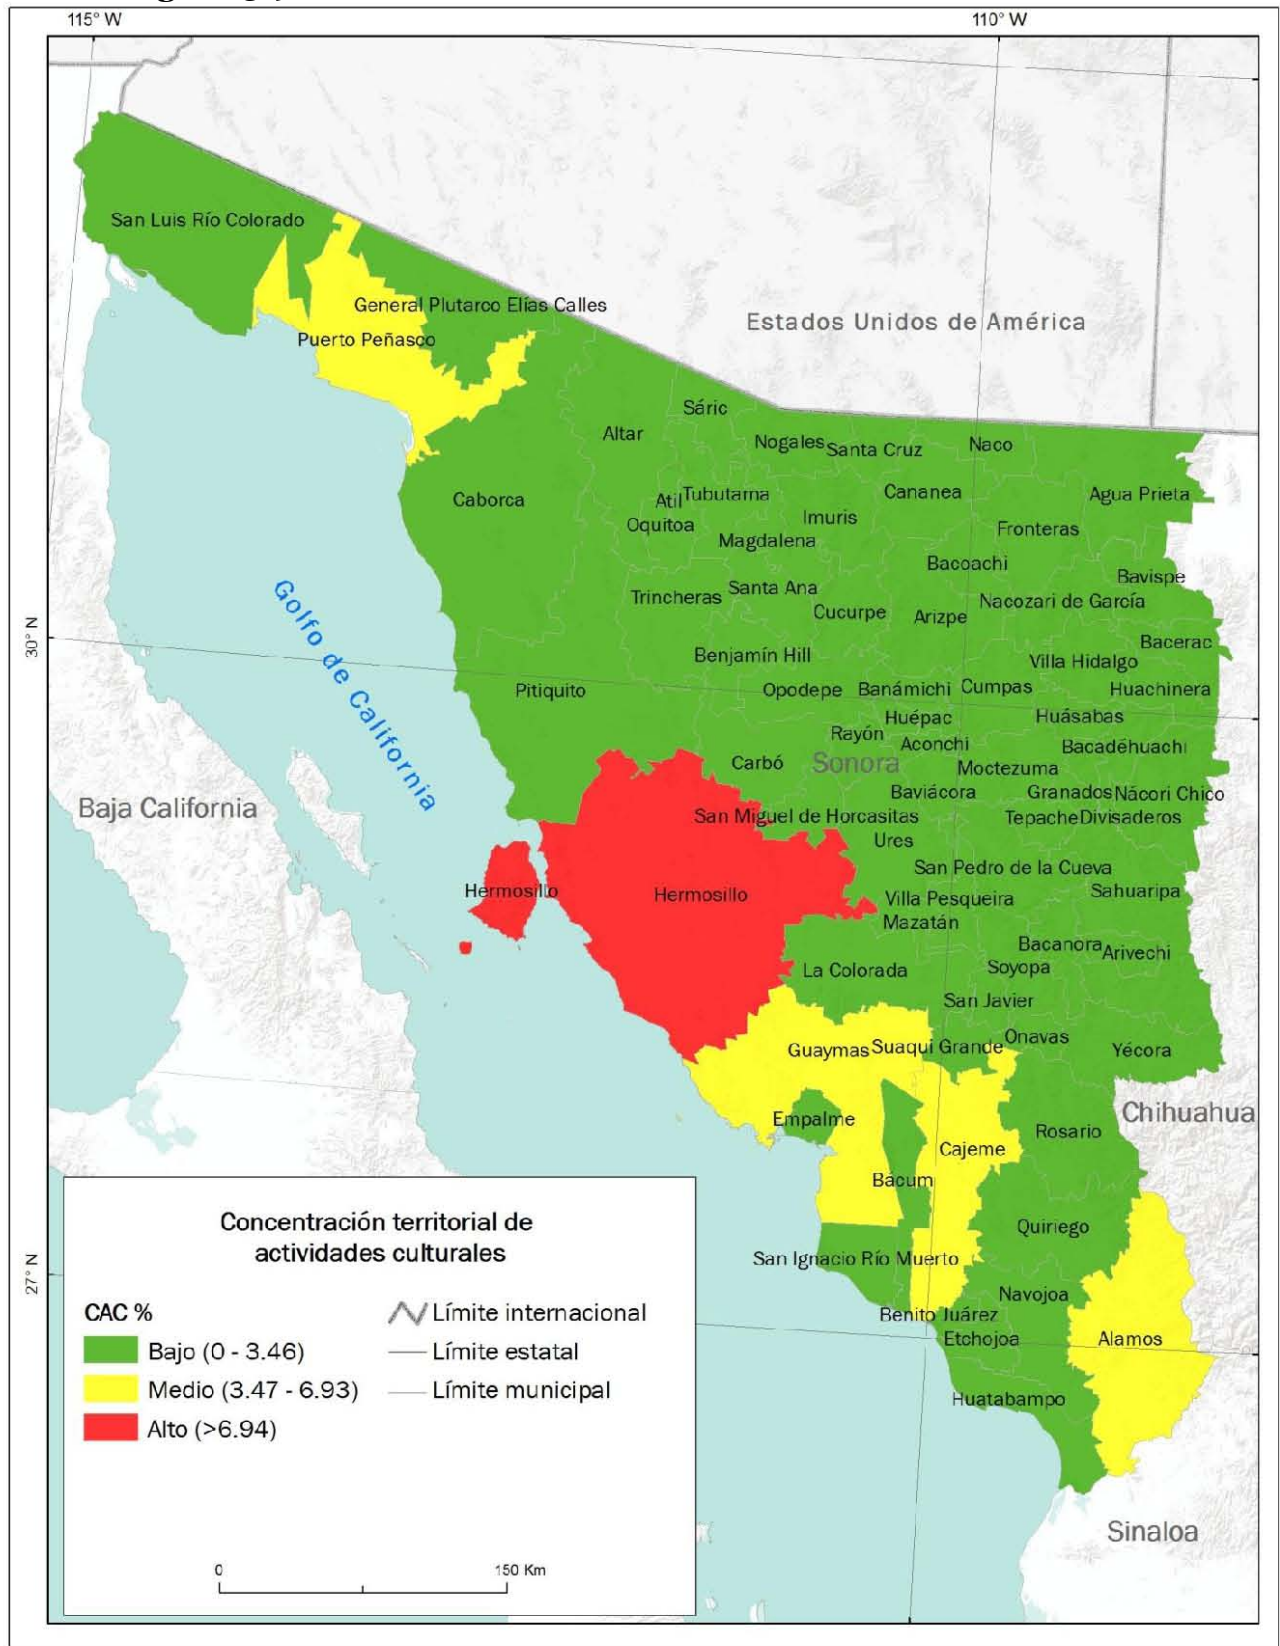 115° W
110° W
San Luis Río Colorado
General Plutarco Elías Calles
Puerto Peñasco
Estados Unidos de América
Sáric
Altar
Nogales
Santa Cruz
Naco
Caborca
Atil
Tubutama
Cananea
Agua Prieta
Oquitoa
Imuris
Fronteras
Magdalena
Bacoachi
Bavispe
Trincheras
Santa Ana
Cucurpe
Arizpe
Nacozari de García
Golfo de California
30° N
Bacerac
Benjamín Hill
Villa Hidalgo
Pitiquito
Opodepe
Banámichi
Cumpas
Huachinera
Huépac
Huásabas
Rayón
Aconchi
Bacadéhuachi
Carbó
Sonora
Moctezuma
Baja California
Baviácora
Granados
Nácori Chico
San Miguel de Horcasitas
Tepache
Divisaderos
Ures
San Pedro de la Cueva
Hermosillo
Hermosillo
Villa Pesqueira
Sahuaripa
Mazatán
Bacanora
Arivechi
La Colorada
Soyopa
San Javier
Guaymas
Suaqui Grande
Onavas
Yécora
Empalme
Chihuahua
Rosario
Cajeme
Bácum
Quiriego
San Ignacio Río Muerto
27° N
Navojoa
Benito Juárez
Etchojoa
Alamos
Huatabampo
Sinaloa
Concentración territorial de
actividades culturales
CAC %
Bajo (0 - 3.46)
Medio (3.47 - 6.93)
Alto (>6.94)
Límite internacional
Límite estatal
Límite municipal
0
150 Km